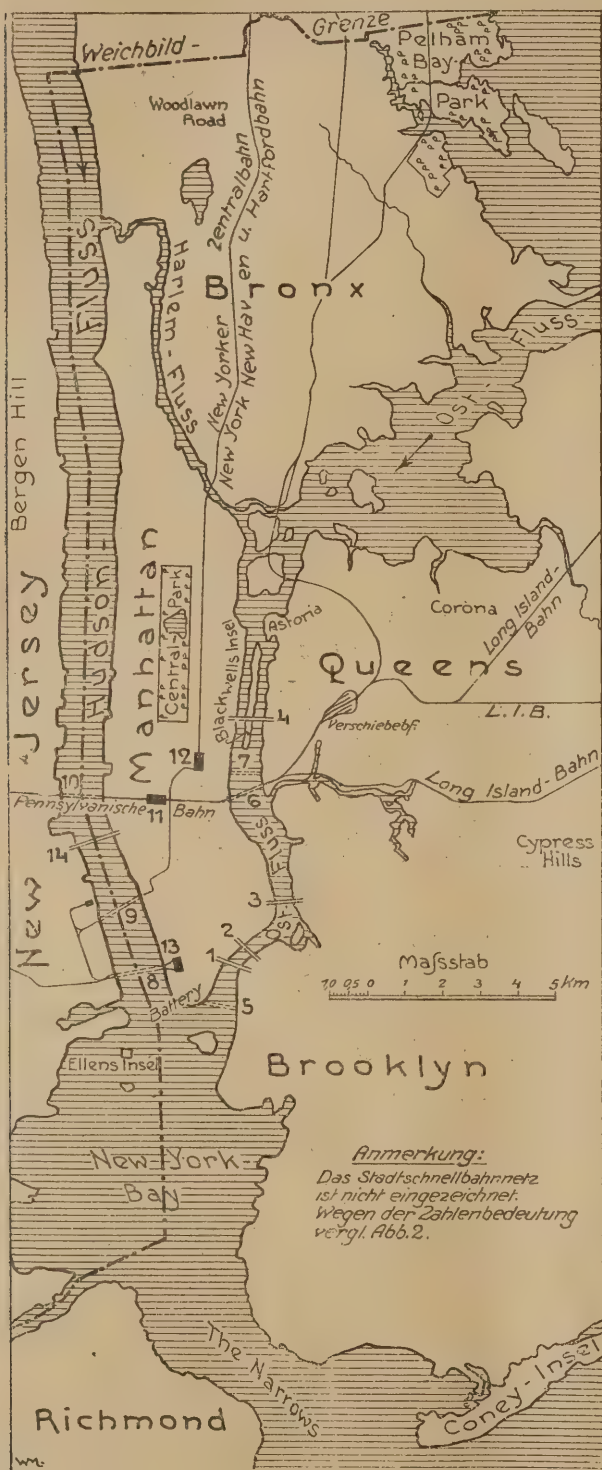 Weichbild -
Grenze
Pelham
Bay
Park
Woodlawn
Road
New Yorker Zentralbahn
New York New Haven u. Hartfordbahn
Harlem - Fluss
Bronx
Ost -
Fluss
Bergen Hill
Hudson -
Fluss
New
Jersey
Manhattan
Central-Park
Blackwells Insel
Astoria
Corona
Long Island-
Bahn
Queens
4
Verschiebebf.
L.I.B.
12
7
10
Pennsylvanische
Bahn
11
6
Long Island-Bahn
14
Cypress
Hills
Ost-Fluss
3
9
2
13
1
8
Battery
5
Maßstab
1,0 0,5 0 1 2 3 4 5 km
Ellens Insel
Brooklyn
New-York-
Bay
Anmerkung:
Das Stadtschnellbahnnetz
ist nicht eingezeichnet.
Wegen der Zahlenbedeutung
vergl. Abb. 2.
The Narrows
Coney-Insel
Richmond
WM.